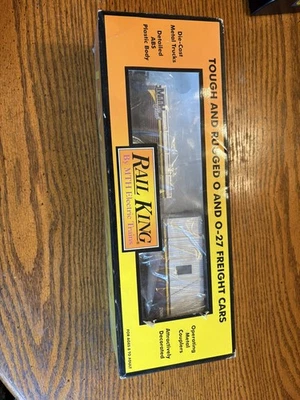 TOUGH AND RUGGED O AND O-27 FREIGHT CARS
Die-Cast
Metal Trucks
Detailed
ABS
Plastic Body
RAIL KING
By MTH Electric Trains
Operating
Metal
Couplers
Attractively
Decorated